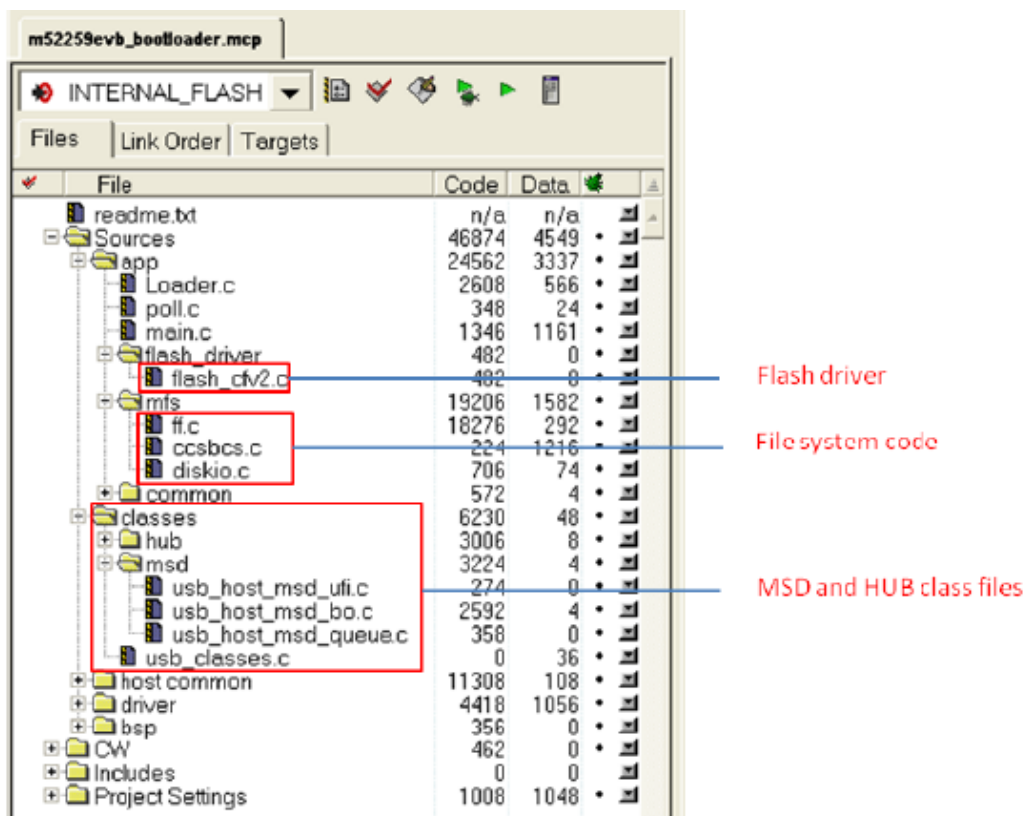 m52259evb_bootloader.mcp
INTERNAL_FLASH
Files Link Order Targets
File Code Data
readme.txt n/a n/a
Sources 46874 4549
app 24562 3337
Loader.c 2608 566
poll.c 348 24
main.c 1346 1161
flash_driver 482 0
flash_cfv2.c 482 0 Flash driver
mfs 19206 1582
ff.c 18276 292
ccsbcs.c 224 1216 File system code
diskio.c 706 74
common 572 4
classes 6230 48
hub 3006 8
msd 3224 4
usb_host_msd_ufi.c 274 0 MSD and HUB class files
usb_host_msd_bo.c 2592 4
usb_host_msd_queue.c 358 0
usb_classes.c 0 36
host common 11308 108
driver 4418 1056
bsp 356 0
CW 462 0
Includes 0 0
Project Settings 1008 1048